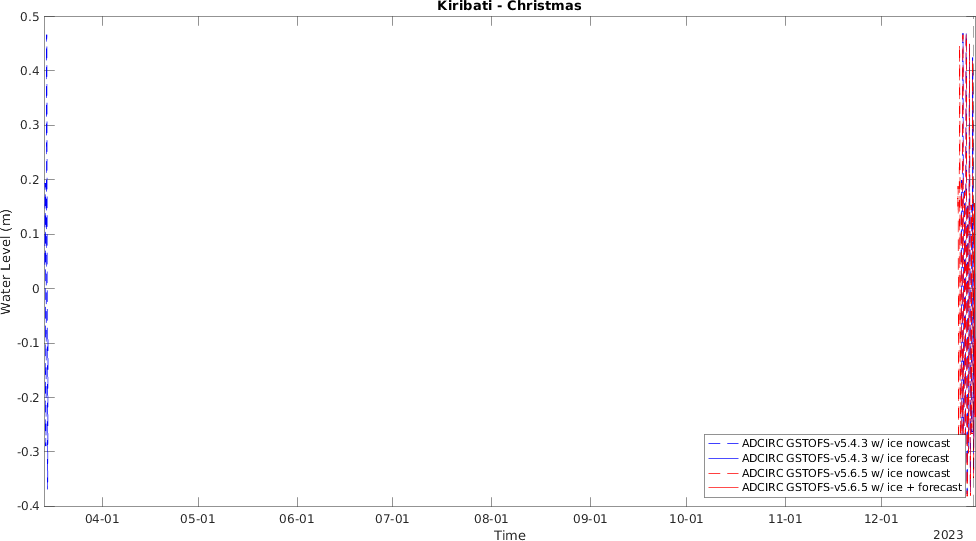 Kiribati - Christmas
0.5
0.4
0.3
0.2
0.1
0
-0.1
-0.2
-0.3
-0.4
Water Level (m)
ADCIRC GSTOFS-v5.4.3 w/ ice nowcast
ADCIRC GSTOFS-v5.4.3 w/ ice forecast
ADCIRC GSTOFS-v5.6.5 w/ ice nowcast
ADCIRC GSTOFS-v5.6.5 w/ ice + forecast
04-01 05-01 06-01 07-01 08-01 09-01 10-01 11-01 12-01
Time
2023